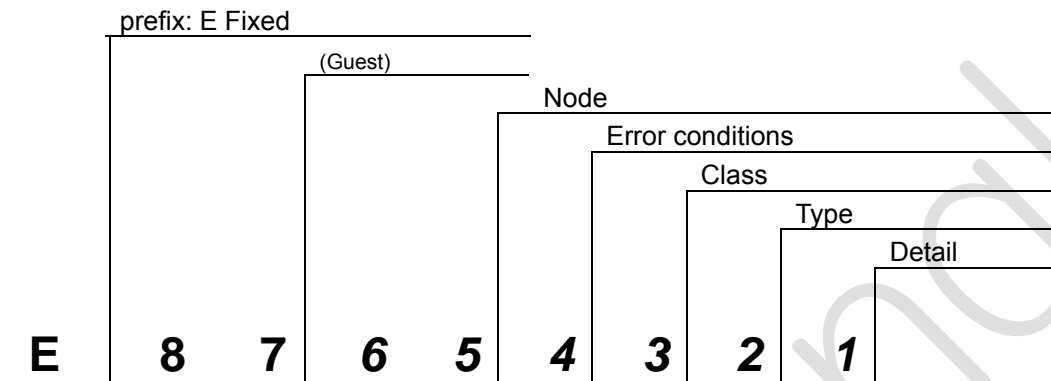 prefix: E Fixed
(Guest)
Node
Error conditions
Class
Type
Detail
E 8 7 6 5 4 3 2 1